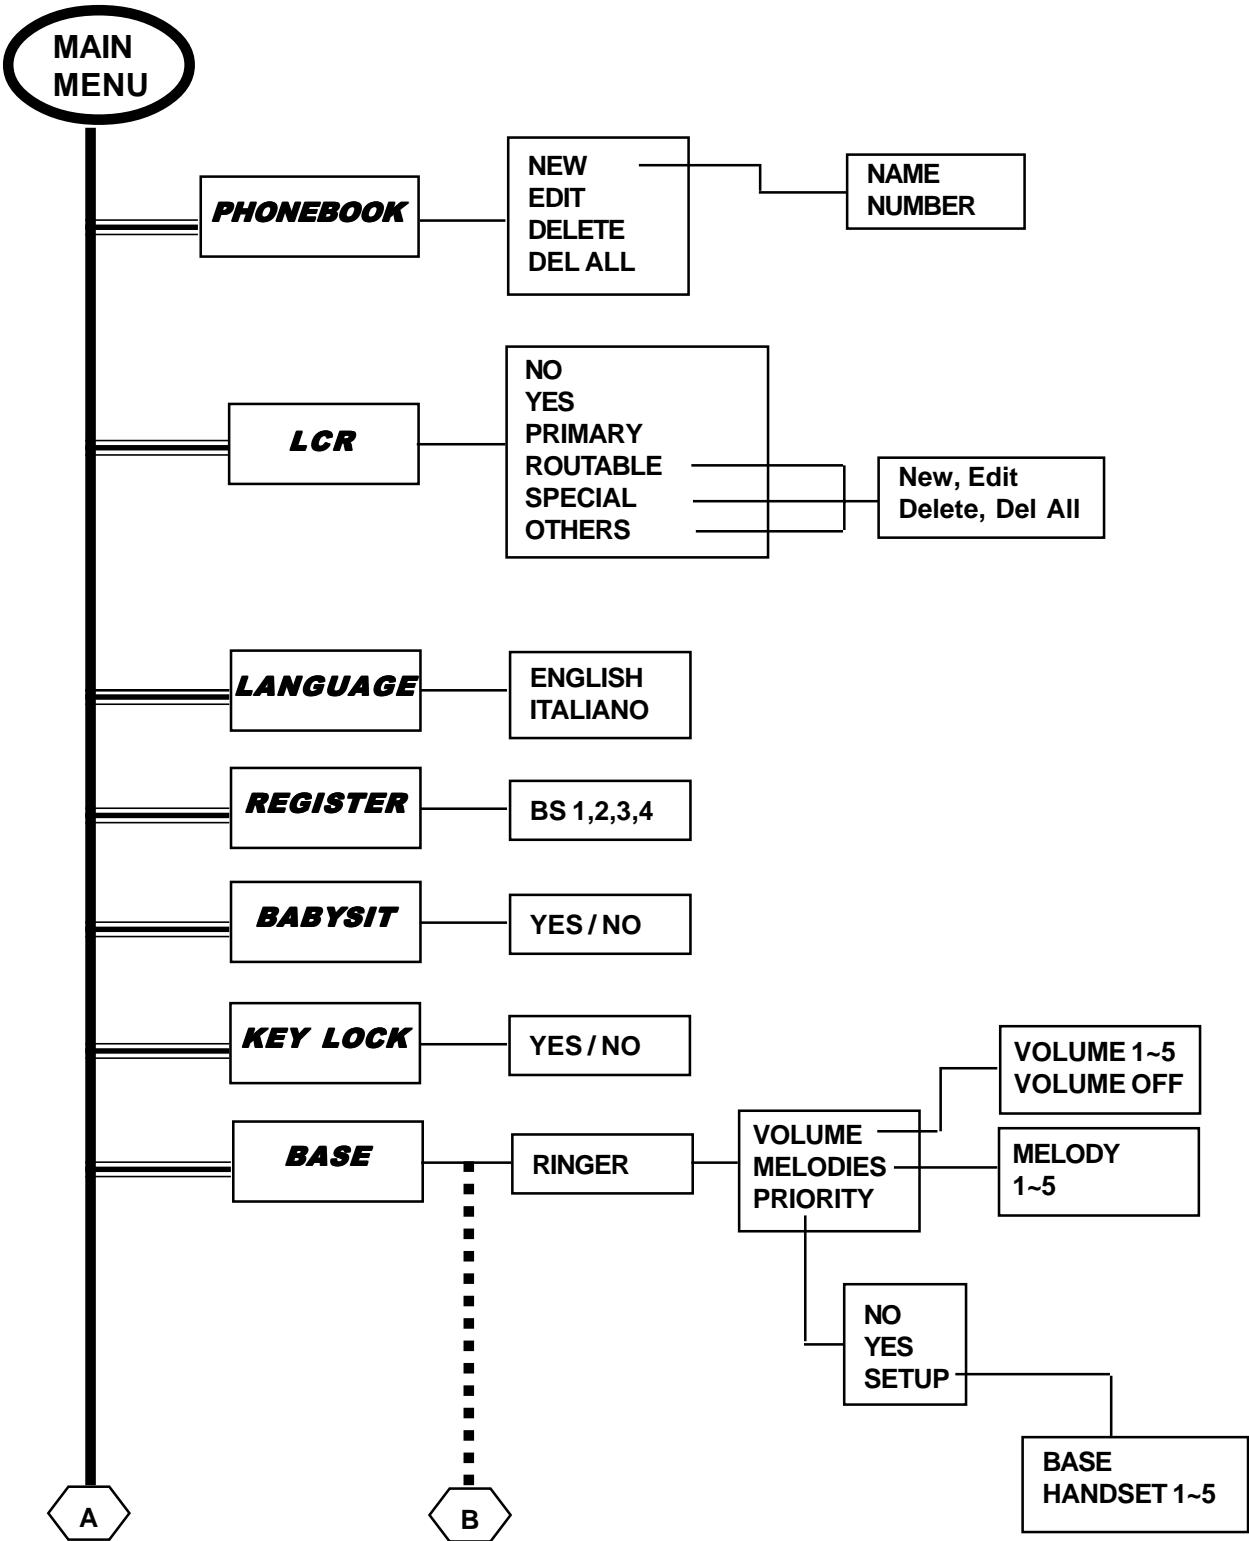 MAIN
MENU
PHONEBOOK
NEW
EDIT
DELETE
DEL ALL
NAME
NUMBER
LCR
NO
YES
PRIMARY
ROUTABLE
SPECIAL
OTHERS
New, Edit
Delete, Del All
LANGUAGE
ENGLISH
ITALIANO
REGISTER
BS 1,2,3,4
BABYSIT
YES / NO
KEY LOCK
YES / NO
BASE
RINGER
VOLUME
MELODIES
PRIORITY
VOLUME 1~5
VOLUME OFF
MELODY
1~5
NO
YES
SETUP
BASE
HANDSET 1~5
A
B